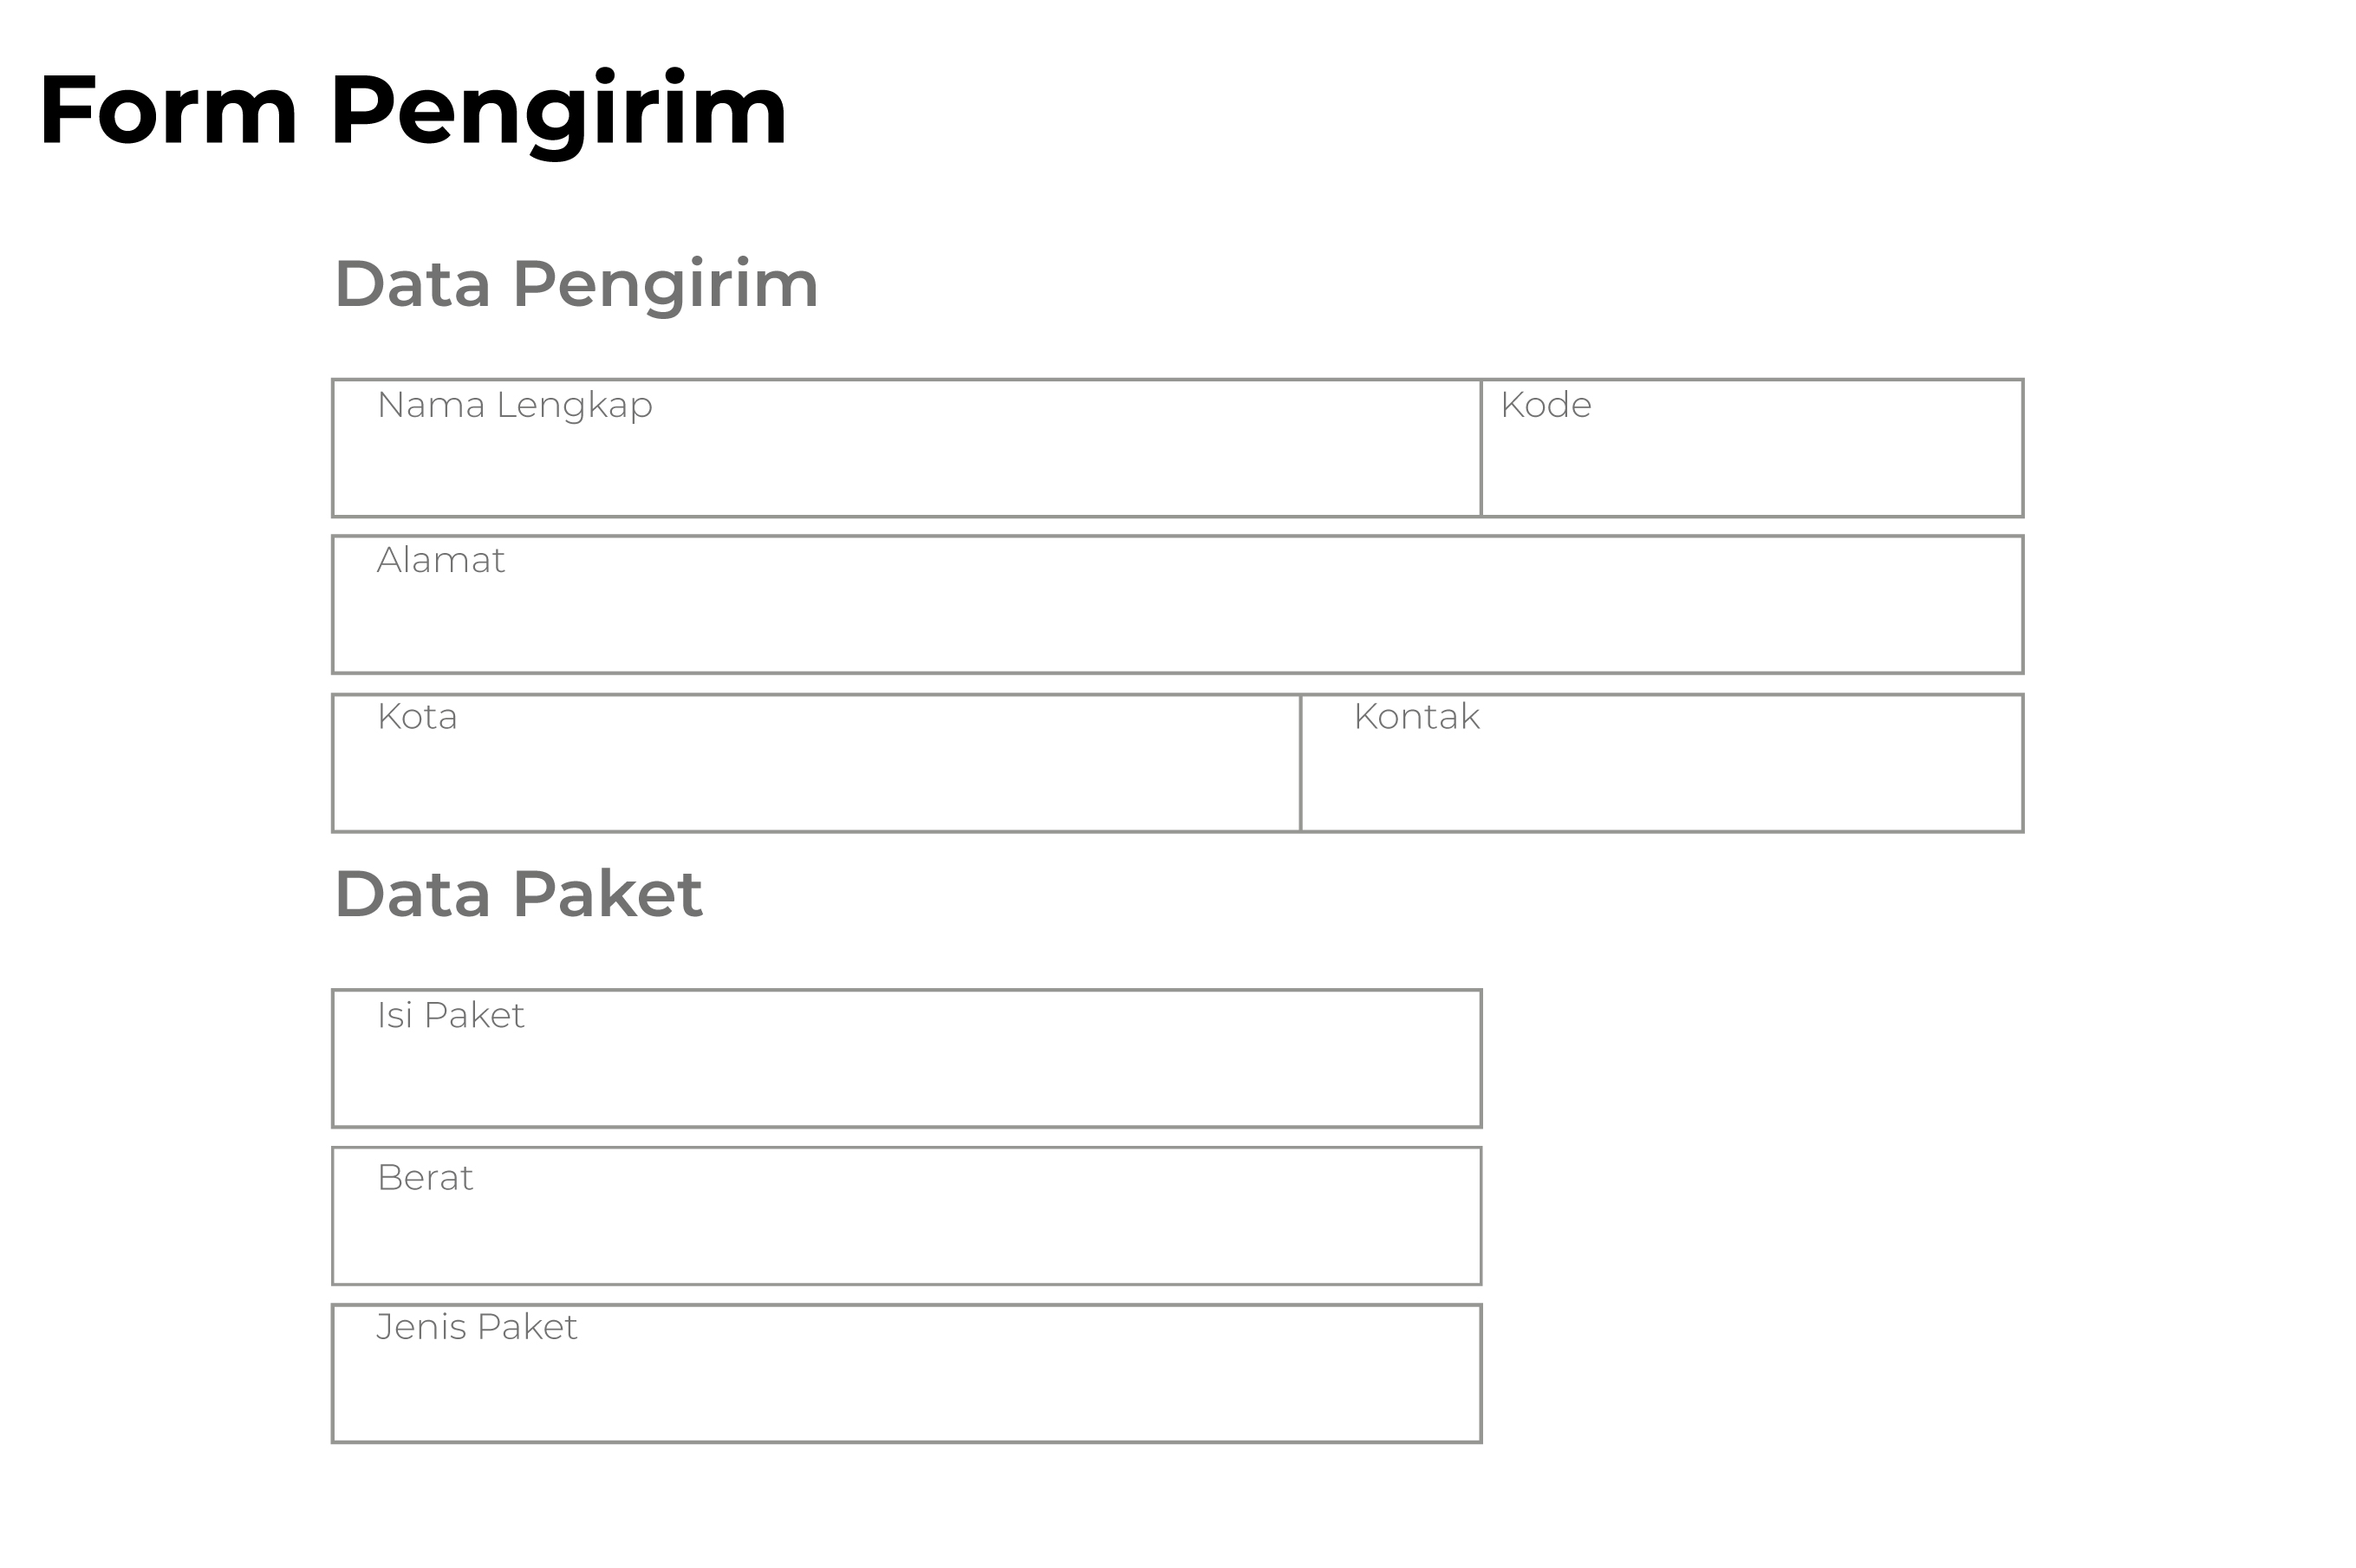 Form Pengirim
Data Pengirim
Nama Lengkap Kode
Alamat
Kota Kontak
Data Paket
Isi Paket
Berat
Jenis Paket